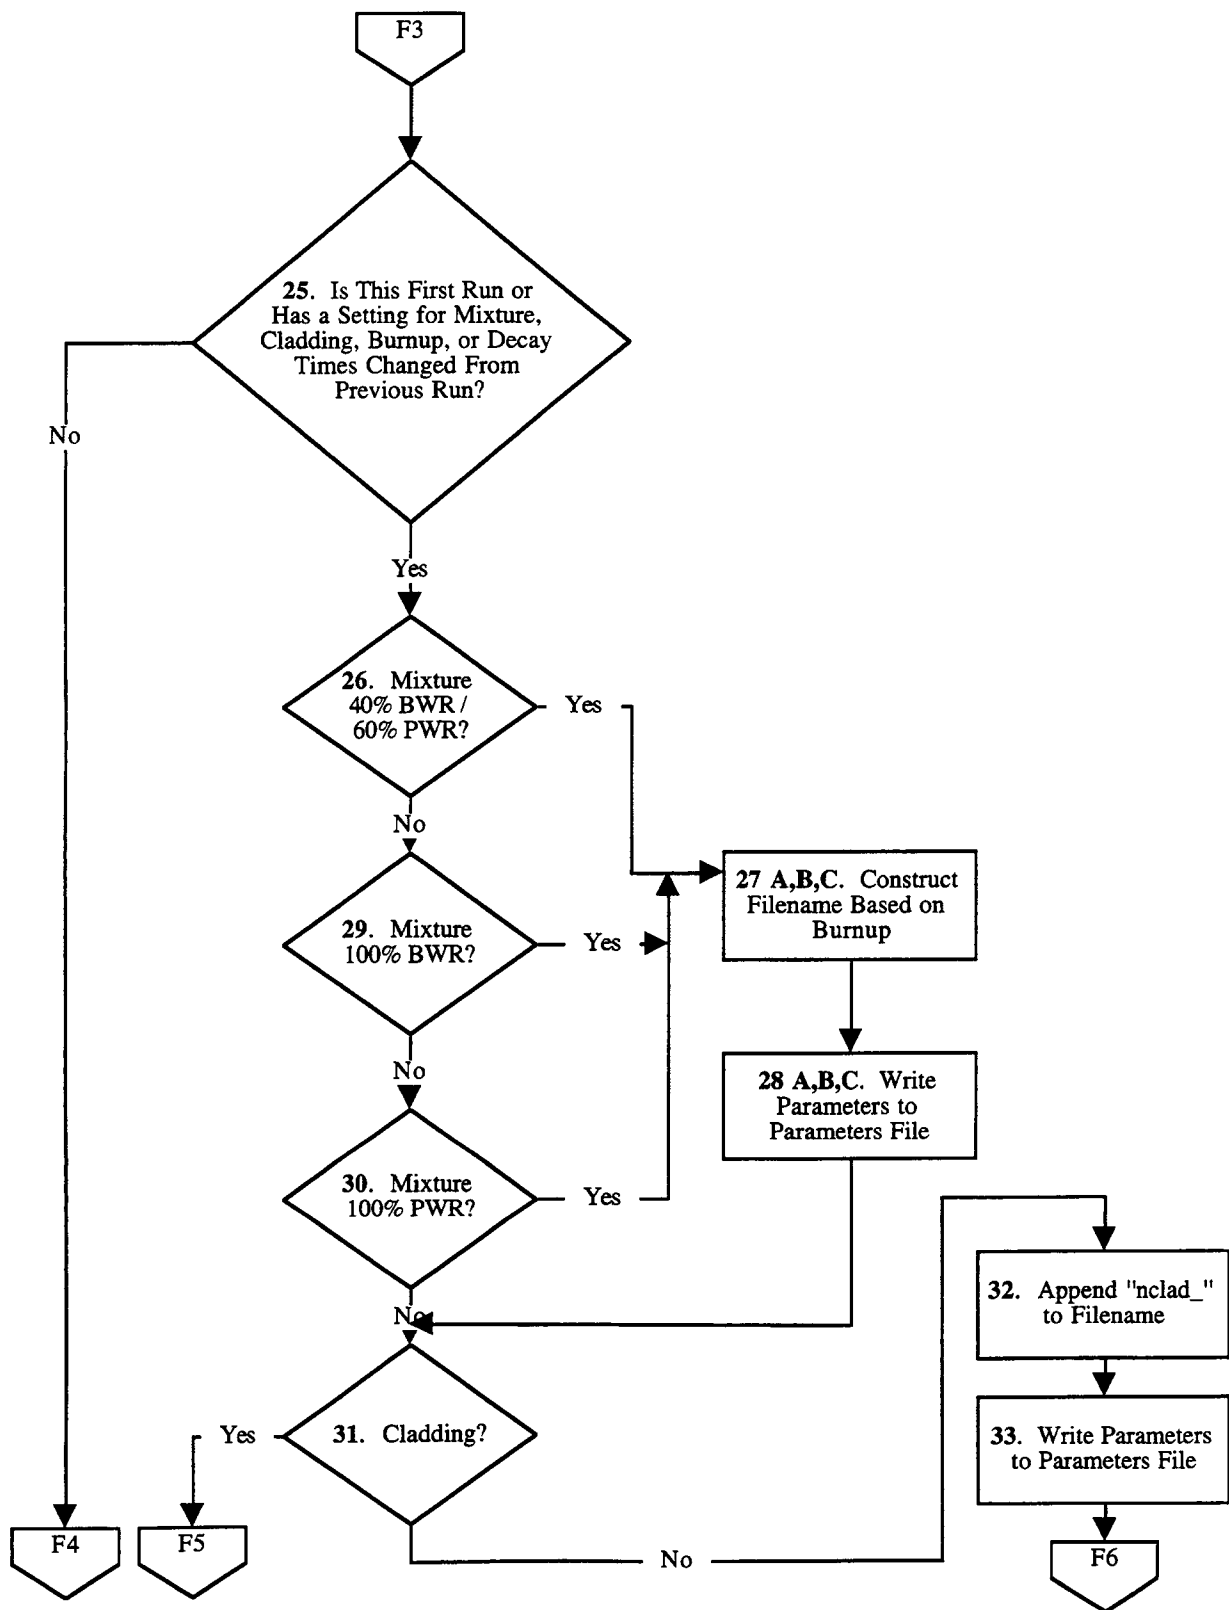 F3
25. Is This First Run or
Has a Setting for Mixture,
Cladding, Burnup, or Decay
Times Changed From
Previous Run?
No
Yes
26. Mixture
40% BWR /
60% PWR?
Yes
No
27 A,B,C. Construct
Filename Based on
Burnup
29. Mixture
100% BWR?
Yes
No
28 A,B,C. Write
Parameters to
Parameters File
30. Mixture
100% PWR?
Yes
No
32. Append "nclad_"
to Filename
31. Cladding?
Yes
33. Write Parameters
to Parameters File
F4
F5
No
F6